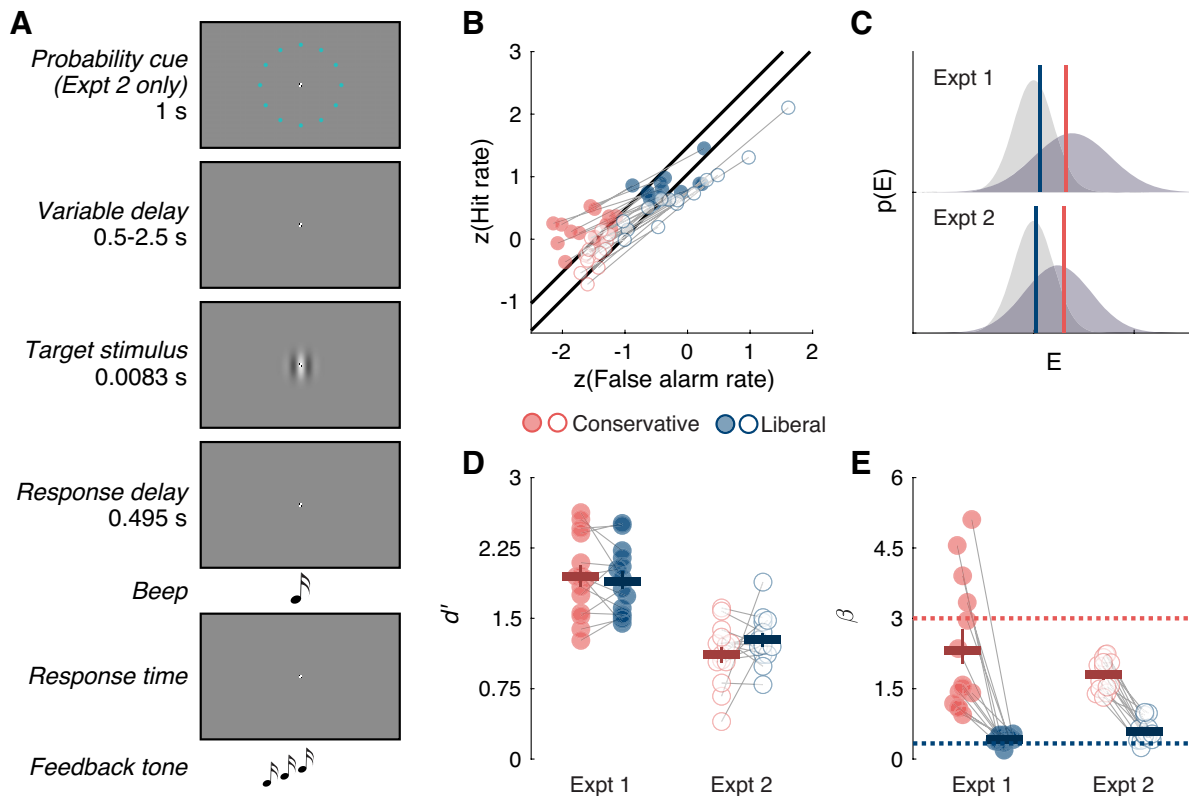 A
Probability cue
(Expt 2 only)
1 s
Variable delay
0.5-2.5 s
Target stimulus
0.0083 s
Response delay
0.495 s
Beep
Response time
Feedback tone
B
z(Hit rate)
3
2
1
0
-1
-2
-1
0
1
2
z(False alarm rate)
Conservative
Liberal
C
p(E)
Expt 1
Expt 2
E
D
d′
3
2.25
1.5
0.75
0
Expt 1
Expt 2
E
β
6
4.5
3
1.5
0
Expt 1
Expt 2